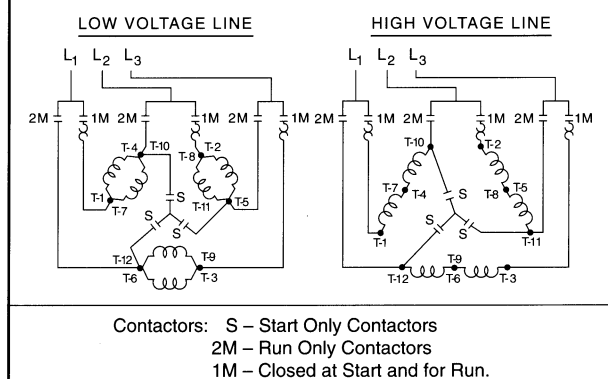 LOW VOLTAGE LINE
HIGH VOLTAGE LINE
L1 L2 L3
L1 L2 L3
2M 1M 2M 1M 2M 1M
2M 1M 2M 1M 2M 1M
T-4 T-10 T-8 T-2
T-10 T-2
S
T-1 T-7 T-11 T-5
T-7 T-4 S T-8 T-5
S S
S S
T-1 T-11
T-12 T-9
T-6 T-3
T-12 T-9 T-6 T-3
Contactors: S – Start Only Contactors
2M – Run Only Contactors
1M – Closed at Start and for Run.